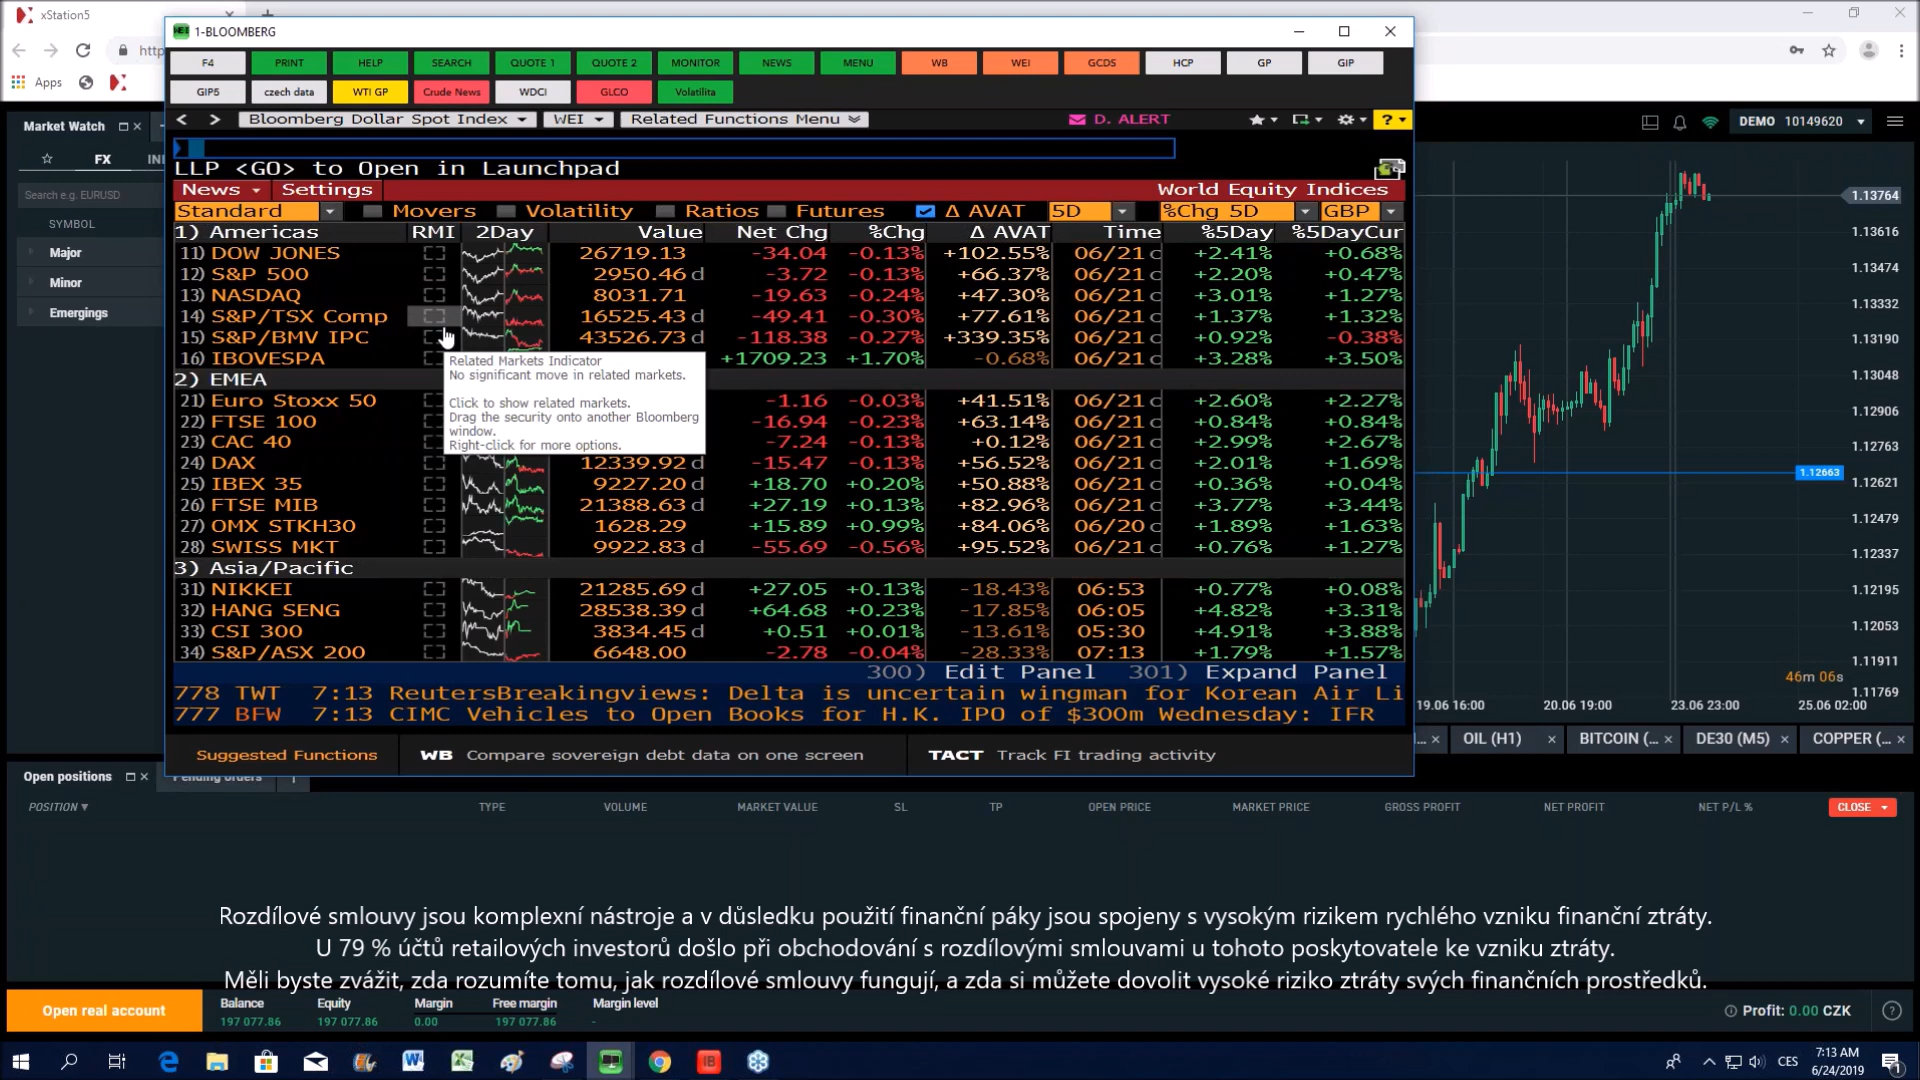 xStation5
1-BLOOMBERG
F4 PRINT HELP SEARCH QUOTE 1 QUOTE 2 MONITOR NEWS MENU WB WEI GCDS HCP GP GIP
GIP5 czech data WTI GP Crude News WDCI GLCO Volatilita
Apps
Bloomberg Dollar Spot Index WEI Related Functions Menu D. ALERT ?
LLP <GO> to Open in Launchpad
News Settings World Equity Indices
Standard Movers Volatility Ratios Futures Δ AVAT 5D %Chg 5D GBP
1) Americas RMI 2Day Value Net Chg %Chg Δ AVAT Time %5Day %5DayCur
11) DOW JONES 26719.13 -34.04 -0.13% +102.55% 06/21 c +2.41% +0.68%
12) S&P 500 2950.46 d -3.72 -0.13% +66.37% 06/21 c +2.20% +0.47%
13) NASDAQ 8031.71 -19.63 -0.24% +47.30% 06/21 c +3.01% +1.27%
14) S&P/TSX Comp 16525.43 d -49.41 -0.30% +77.61% 06/21 c +1.37% +1.32%
15) S&P/BMV IPC 43526.73 d -118.38 -0.27% +339.35% 06/21 c +0.92% -0.38%
16) IBOVESPA +1709.23 +1.70% -0.68% 06/21 c +3.28% +3.50%
2) EMEA
21) Euro Stoxx 50 -1.16 -0.03% +41.51% 06/21 c +2.60% +2.27%
22) FTSE 100 -16.94 -0.23% +63.14% 06/21 c +0.84% +0.84%
23) CAC 40 -7.24 -0.13% +0.12% 06/21 c +2.99% +2.67%
24) DAX 12339.92 d -15.47 -0.13% +56.52% 06/21 c +2.01% +1.69%
25) IBEX 35 9227.20 d +18.70 +0.20% +50.88% 06/21 c +0.36% +0.04%
26) FTSE MIB 21388.63 d +27.19 +0.13% +82.96% 06/21 c +3.77% +3.44%
27) OMX STKH30 1628.29 +15.89 +0.99% +84.06% 06/20 c +1.89% +1.63%
28) SWISS MKT 9922.83 d -55.69 -0.56% +95.52% 06/21 c +0.76% +1.27%
3) Asia/Pacific
31) NIKKEI 21285.69 d +27.05 +0.13% -18.43% 06:53 +0.77% +0.08%
32) HANG SENG 28538.39 d +64.68 +0.23% -17.85% 06:05 +4.82% +3.31%
33) CSI 300 3834.45 d +0.51 +0.01% -13.61% 05:30 +4.91% +3.88%
34) S&P/ASX 200 6648.00 -2.78 -0.04% -28.33% 07:13 +1.79% +1.57%
300) Edit Panel 301) Expand Panel
778 TWT 7:13 ReutersBreakingviews: Delta is uncertain wingman for Korean Air Li
777 BFW 7:13 CIMC Vehicles to Open Books for H.K. IPO of $300m Wednesday: IFR
Suggested Functions WB Compare sovereign debt data on one screen TACT Track FI trading activity
Related Markets Indicator
No significant move in related markets.
Click to show related markets.
Drag the security onto another Bloomberg
window.
Right-click for more options.
Market Watch
FX
Search e.g. EURUSD
SYMBOL
Major
Minor
Emergings
DEMO 10149620
1.13764
1.13616
1.13474
1.13332
1.13190
1.13048
1.12906
1.12763
1.12663
1.12621
1.12479
1.12337
1.12195
1.12053
1.11911
46m 06s
1.11769
19.06 16:00 20.06 19:00 23.06 23:00 25.06 02:00
OIL (H1) BITCOIN (... DE30 (M5) COPPER (...
Open positions Pending orders
POSITION TYPE VOLUME MARKET VALUE SL TP OPEN PRICE MARKET PRICE GROSS PROFIT NET PROFIT NET P/L % CLOSE
Rozdílové smlouvy jsou komplexní nástroje a v důsledku použití finanční páky jsou spojeny s vysokým rizikem rychlého vzniku finanční ztráty.
U 79 % účtů retailových investorů došlo při obchodování s rozdílovými smlouvami u tohoto poskytovatele ke vzniku ztráty.
Měli byste zvážit, zda rozumíte tomu, jak rozdílové smlouvy fungují, a zda si můžete dovolit vysoké riziko ztráty svých finančních prostředků.
Open real account
Balance Equity Margin Free margin Margin level
197 077.86 197 077.86 0.00 197 077.86 -
Profit: 0.00 CZK
CES
7:13 AM
6/24/2019